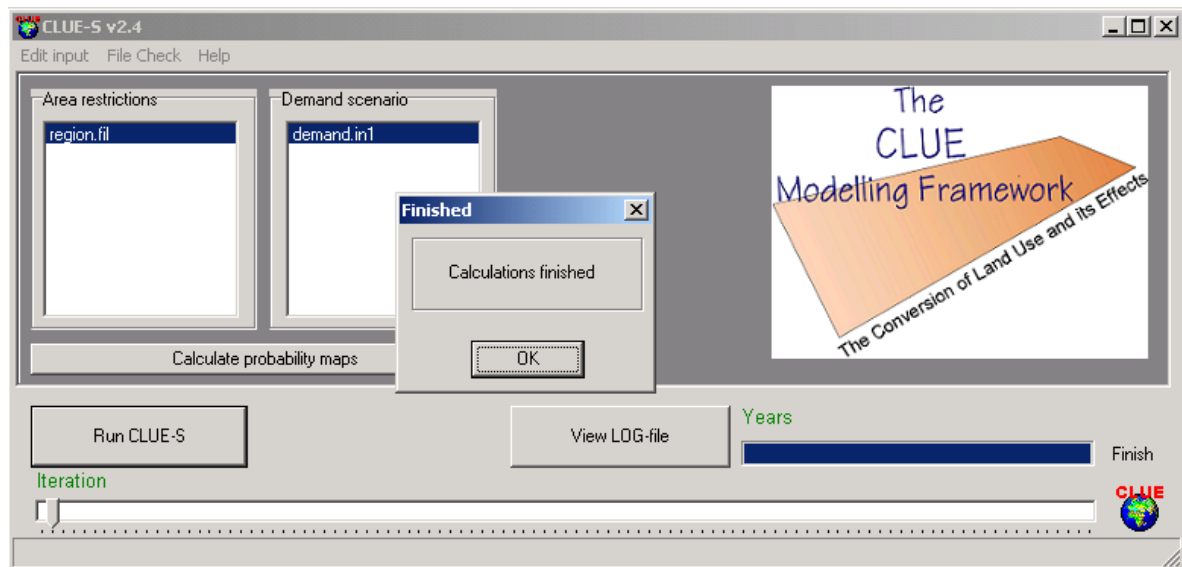 CLUE-S v2.4
Edit input File Check Help
Area restrictions
region.fil
Demand scenario
demand.in1
The
CLUE
Modelling Framework
The Conversion of Land Use and its Effects
Finished
Calculations finished
OK
Calculate probability maps
Run CLUE-S
View LOG-file
Years
Finish
Iteration
CLUE